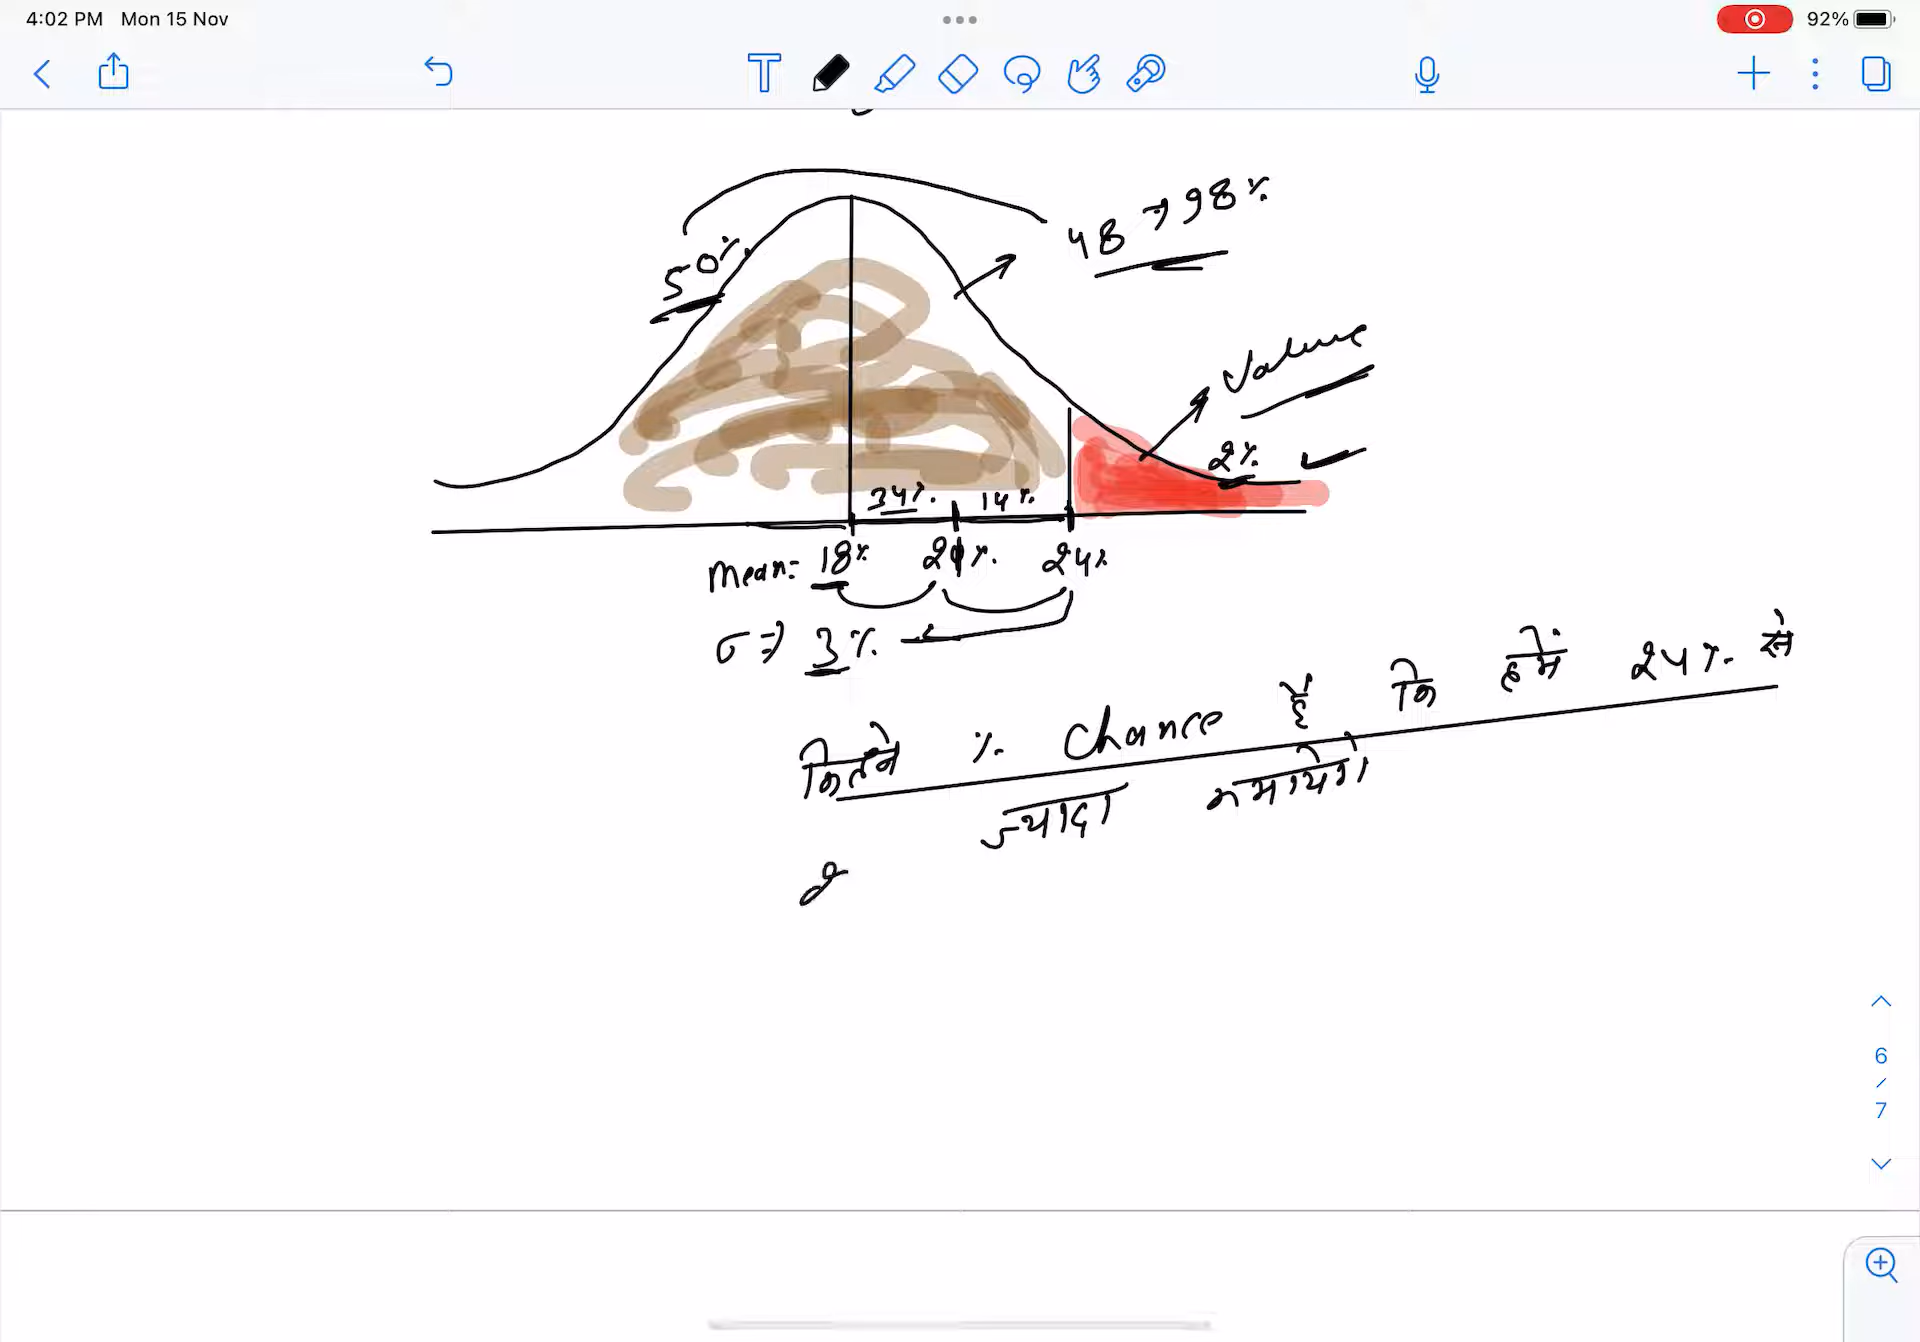 4:02 PM Mon 15 Nov
92%
T
50%
48 → 98%
Value
2%
34%. 14%.
Mean= 18% 21%. 24%
σ ⇒ 3%.
कितने %. Chance है कि हमें 24%. से
ज्यादा कमायेगा
6
/
7